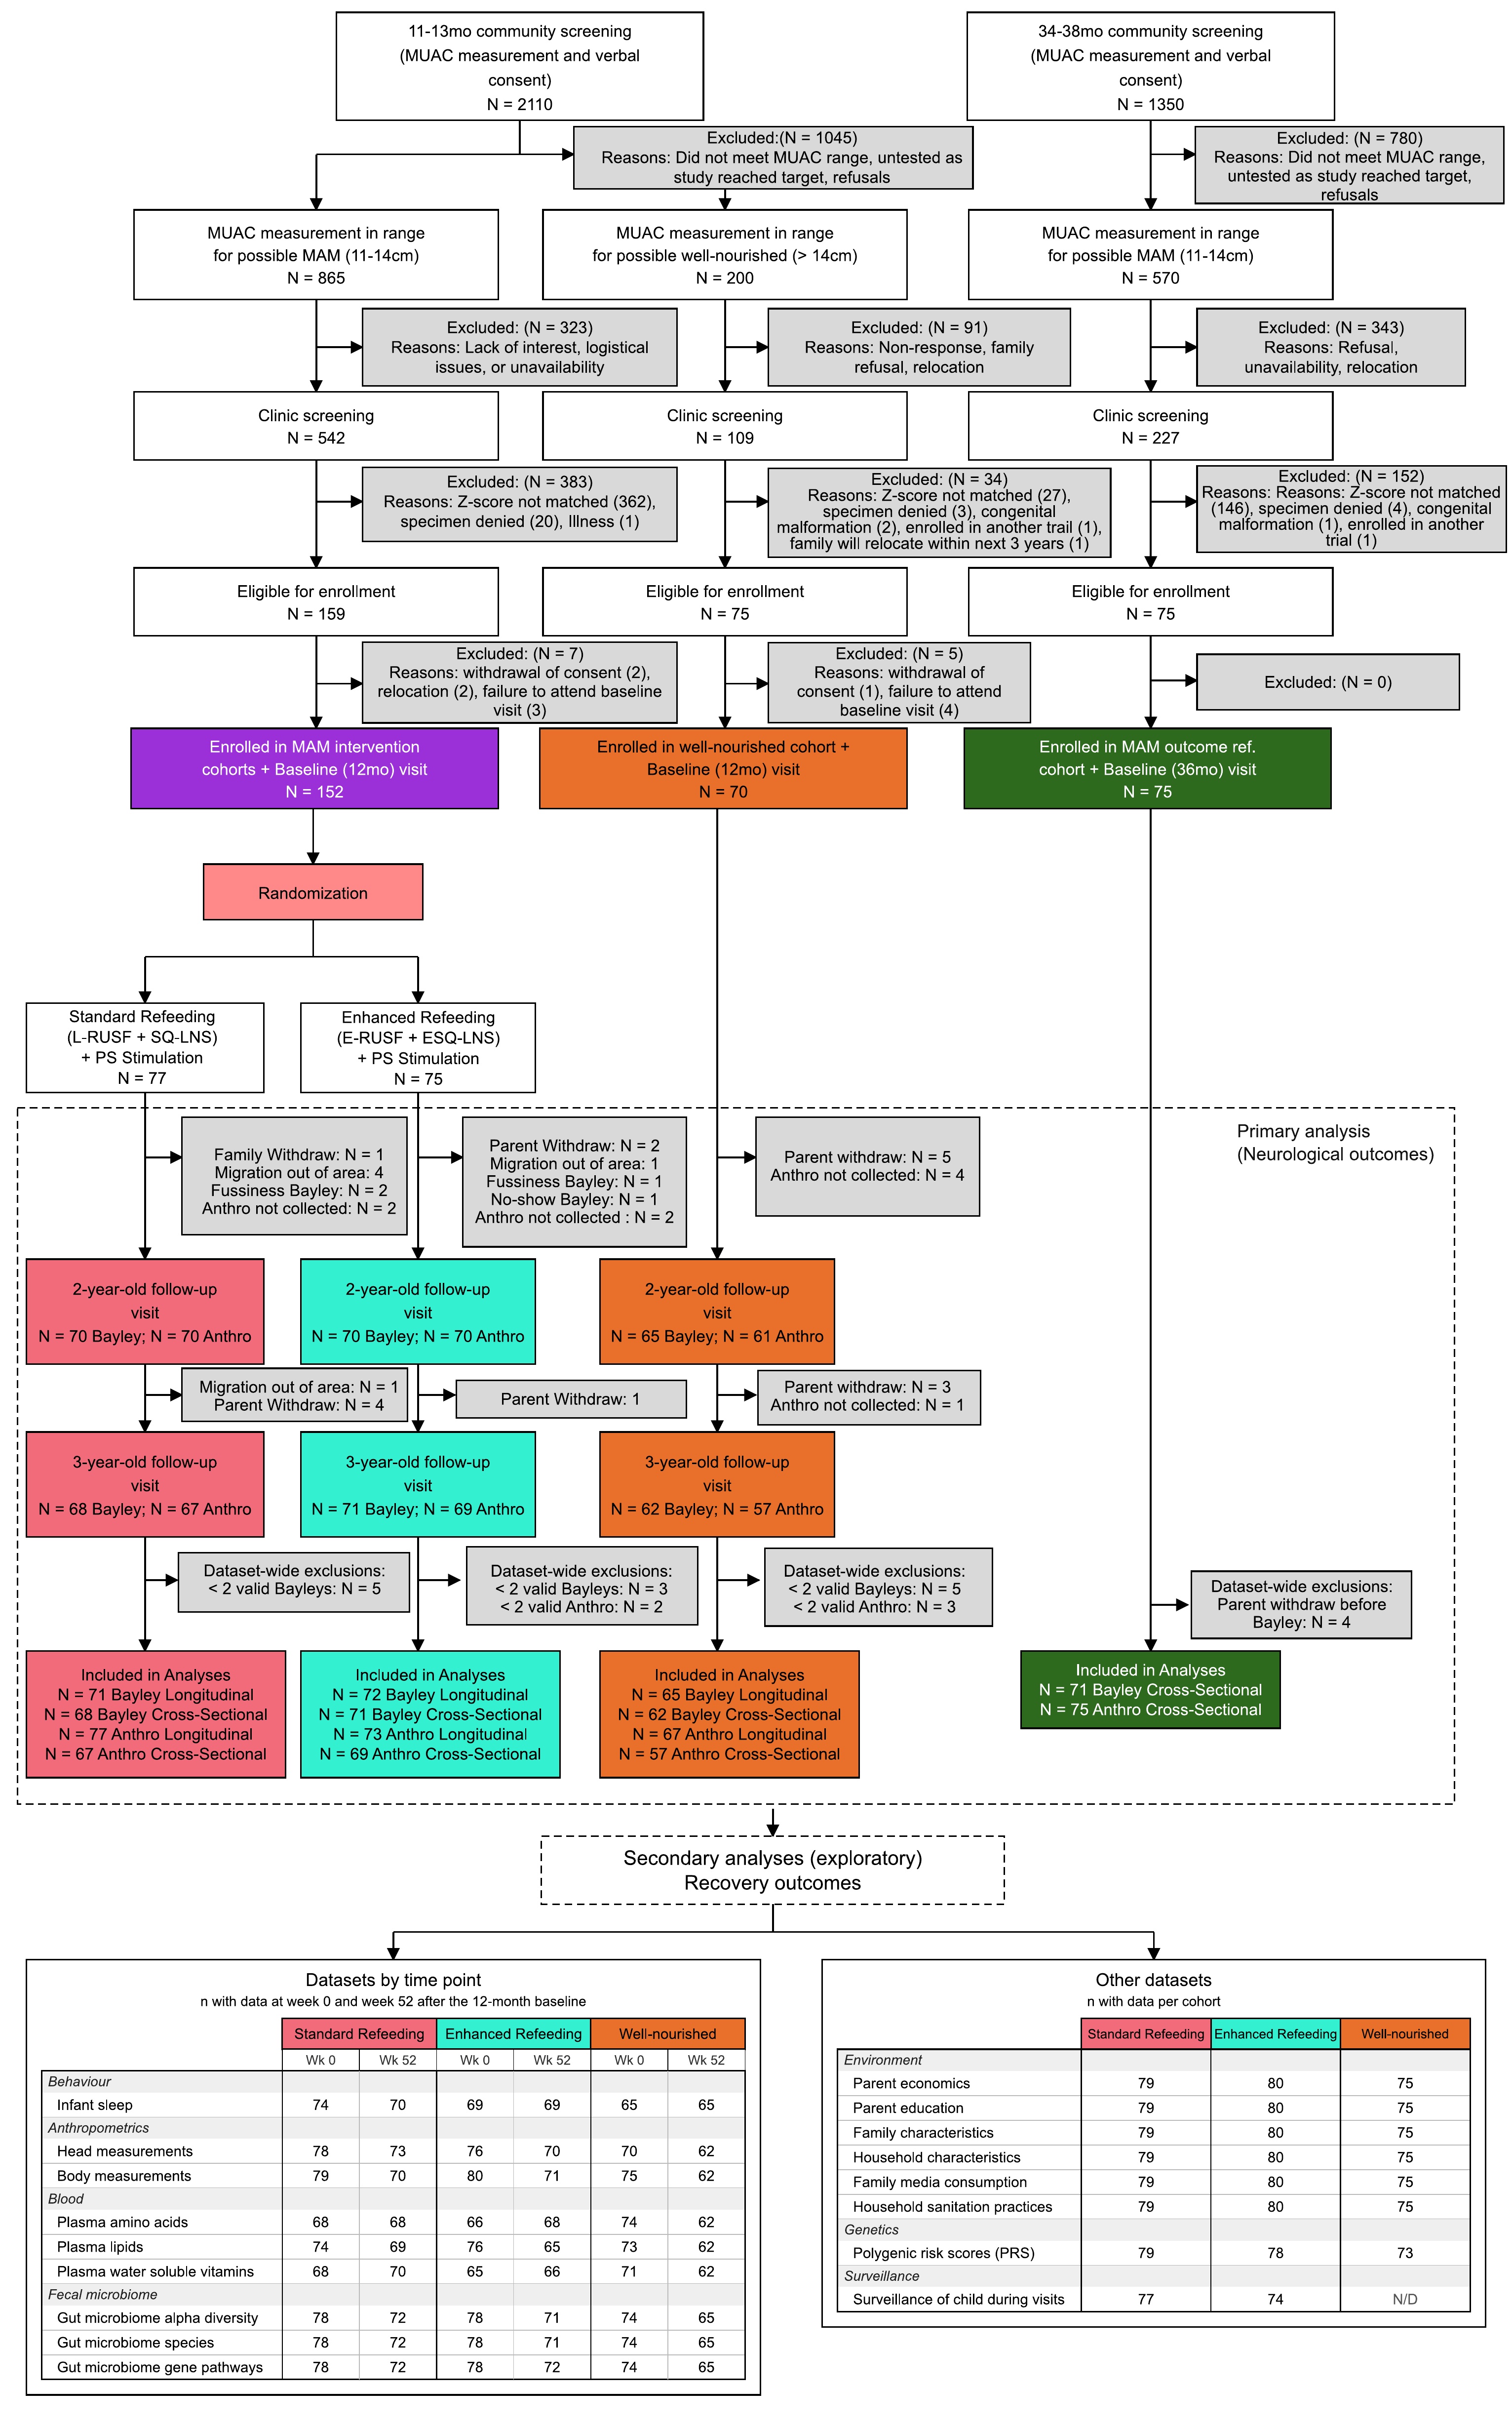 11-13mo community screening
(MUAC measurement and verbal
consent)
N = 2110
34-38mo community screening
(MUAC measurement and verbal
consent)
N = 1350
Excluded:(N = 1045)
Reasons: Did not meet MUAC range, untested as
study reached target, refusals
Excluded: (N = 780)
Reasons: Did not meet MUAC range,
untested as study reached target,
refusals
MUAC measurement in range
for possible MAM (11-14cm)
N = 865
MUAC measurement in range
for possible well-nourished (> 14cm)
N = 200
MUAC measurement in range
for possible MAM (11-14cm)
N = 570
Excluded: (N = 323)
Reasons: Lack of interest, logistical
issues, or unavailability
Excluded: (N = 91)
Reasons: Non-response, family
refusal, relocation
Excluded: (N = 343)
Reasons: Refusal,
unavailability, relocation
Clinic screening
N = 542
Clinic screening
N = 109
Clinic screening
N = 227
Excluded: (N = 383)
Reasons: Z-score not matched (362),
specimen denied (20), Illness (1)
Excluded: (N = 34)
Reasons: Z-score not matched (27),
specimen denied (3), congenital
malformation (2), enrolled in another trail (1),
family will relocate within next 3 years (1)
Excluded: (N = 152)
Reasons: Reasons: Z-score not matched
(146), specimen denied (4), congenital
malformation (1), enrolled in another
trial (1)
Eligible for enrollment
N = 159
Eligible for enrollment
N = 75
Eligible for enrollment
N = 75
Excluded: (N = 7)
Reasons: withdrawal of consent (2),
relocation (2), failure to attend baseline
visit (3)
Excluded: (N = 5)
Reasons: withdrawal of
consent (1), failure to attend
baseline visit (4)
Excluded: (N = 0)
Enrolled in MAM intervention
cohorts + Baseline (12mo) visit
N = 152
Enrolled in well-nourished cohort +
Baseline (12mo) visit
N = 70
Enrolled in MAM outcome ref.
cohort + Baseline (36mo) visit
N = 75
Randomization
Standard Refeeding
(L-RUSF + SQ-LNS)
+ PS Stimulation
N = 77
Enhanced Refeeding
(E-RUSF + ESQ-LNS)
+ PS Stimulation
N = 75
Primary analysis
(Neurological outcomes)
Family Withdraw: N = 1
Migration out of area: 4
Fussiness Bayley: N = 2
Anthro not collected: N = 2
Parent Withdraw: N = 2
Migration out of area: 1
Fussiness Bayley: N = 1
No-show Bayley: N = 1
Anthro not collected : N = 2
Parent withdraw: N = 5
Anthro not collected: N = 4
2-year-old follow-up
visit
N = 70 Bayley; N = 70 Anthro
2-year-old follow-up
visit
N = 70 Bayley; N = 70 Anthro
2-year-old follow-up
visit
N = 65 Bayley; N = 61 Anthro
Migration out of area: N = 1
Parent Withdraw: N = 4
Parent Withdraw: 1
Parent withdraw: N = 3
Anthro not collected: N = 1
3-year-old follow-up
visit
N = 68 Bayley; N = 67 Anthro
3-year-old follow-up
visit
N = 71 Bayley; N = 69 Anthro
3-year-old follow-up
visit
N = 62 Bayley; N = 57 Anthro
Dataset-wide exclusions:
< 2 valid Bayleys: N = 5
Dataset-wide exclusions:
< 2 valid Bayleys: N = 3
< 2 valid Anthro: N = 2
Dataset-wide exclusions:
< 2 valid Bayleys: N = 5
< 2 valid Anthro: N = 3
Dataset-wide exclusions:
Parent withdraw before
Bayley: N = 4
Included in Analyses
N = 71 Bayley Longitudinal
N = 68 Bayley Cross-Sectional
N = 77 Anthro Longitudinal
N = 67 Anthro Cross-Sectional
Included in Analyses
N = 72 Bayley Longitudinal
N = 71 Bayley Cross-Sectional
N = 73 Anthro Longitudinal
N = 69 Anthro Cross-Sectional
Included in Analyses
N = 65 Bayley Longitudinal
N = 62 Bayley Cross-Sectional
N = 67 Anthro Longitudinal
N = 57 Anthro Cross-Sectional
Included in Analyses
N = 71 Bayley Cross-Sectional
N = 75 Anthro Cross-Sectional
Secondary analyses (exploratory)
Recovery outcomes
Datasets by time point
n with data at week 0 and week 52 after the 12-month baseline
Standard Refeeding Enhanced Refeeding Well-nourished
Wk 0 Wk 52 Wk 0 Wk 52 Wk 0 Wk 52
Behaviour
Infant sleep 74 70 69 69 65 65
Anthropometrics
Head measurements 78 73 76 70 70 62
Body measurements 79 70 80 71 75 62
Blood
Plasma amino acids 68 68 66 68 74 62
Plasma lipids 74 69 76 65 73 62
Plasma water soluble vitamins 68 70 65 66 71 62
Fecal microbiome
Gut microbiome alpha diversity 78 72 78 71 74 65
Gut microbiome species 78 72 78 71 74 65
Gut microbiome gene pathways 78 72 78 72 74 65
Other datasets
n with data per cohort
Standard Refeeding Enhanced Refeeding Well-nourished
Environment
Parent economics 79 80 75
Parent education 79 80 75
Family characteristics 79 80 75
Household characteristics 79 80 75
Family media consumption 79 80 75
Household sanitation practices 79 80 75
Genetics
Polygenic risk scores (PRS) 79 78 73
Surveillance
Surveillance of child during visits 77 74 N/D